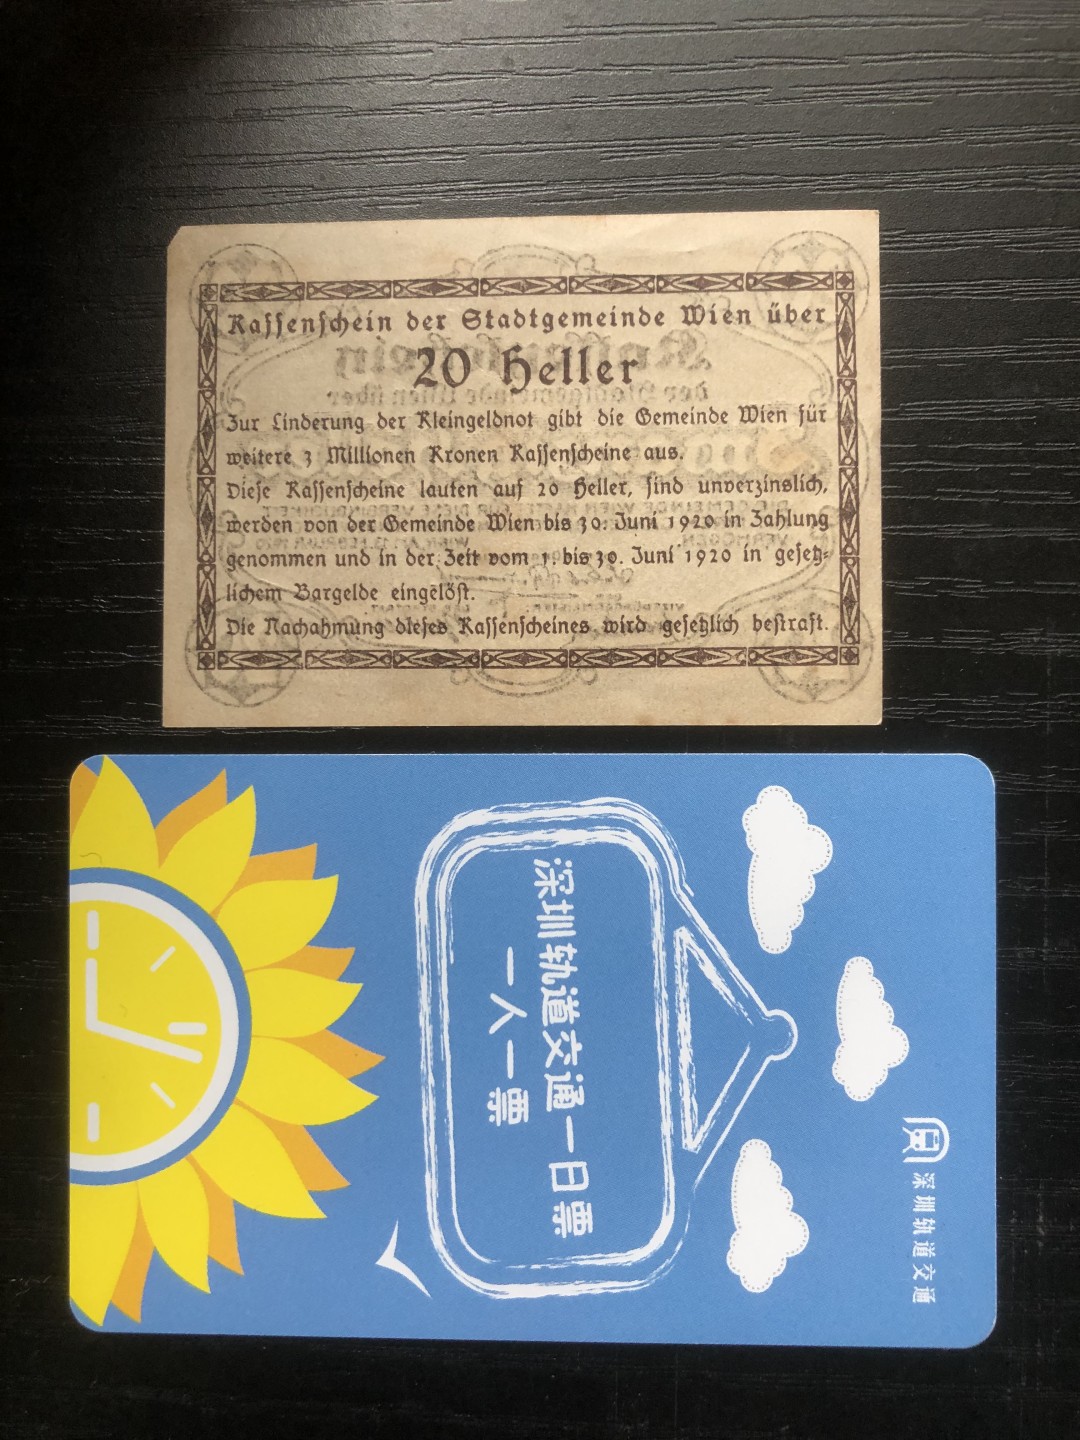 Kassenschein der Stadtgemeinde Wien über
20 Heller
Zur Linderung der Kleingeldnot gibt die Gemeinde Wien für
weitere 3 Millionen Kronen Kassenscheine aus.
Diese Kassenscheine lauten auf 20 Heller, sind unverzinslich,
werden von der Gemeinde Wien bis 30. Juni 1920 in Zahlung
genommen und in der Zeit vom 1. bis 30. Juni 1920 in gesetz-
lichem Bargelde eingelöst.
Die Nachahmung dieses Kassenscheines wird gesetzlich bestraft.
深圳轨道交通
深圳轨道交通一日票
一人一票